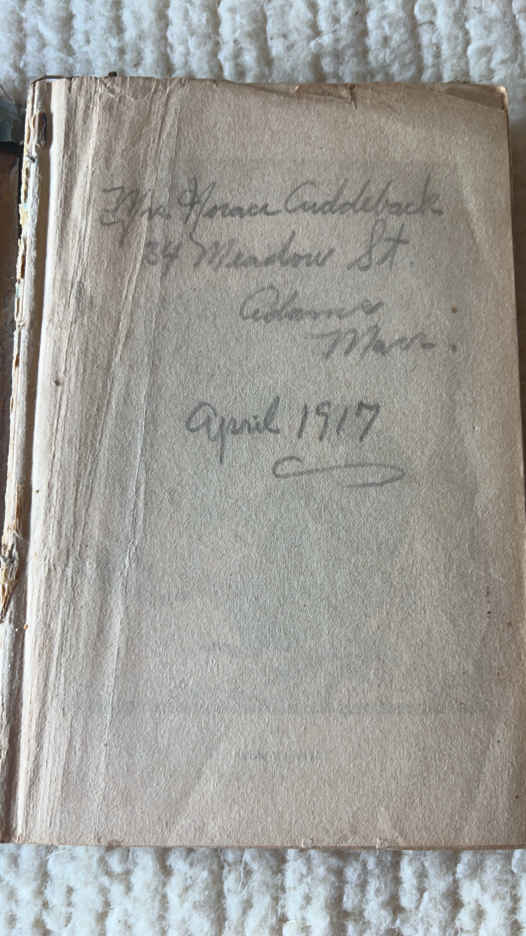 Mrs. Horace Cuddeback
34 Meadow St.
Adams
Mass.
April 1917